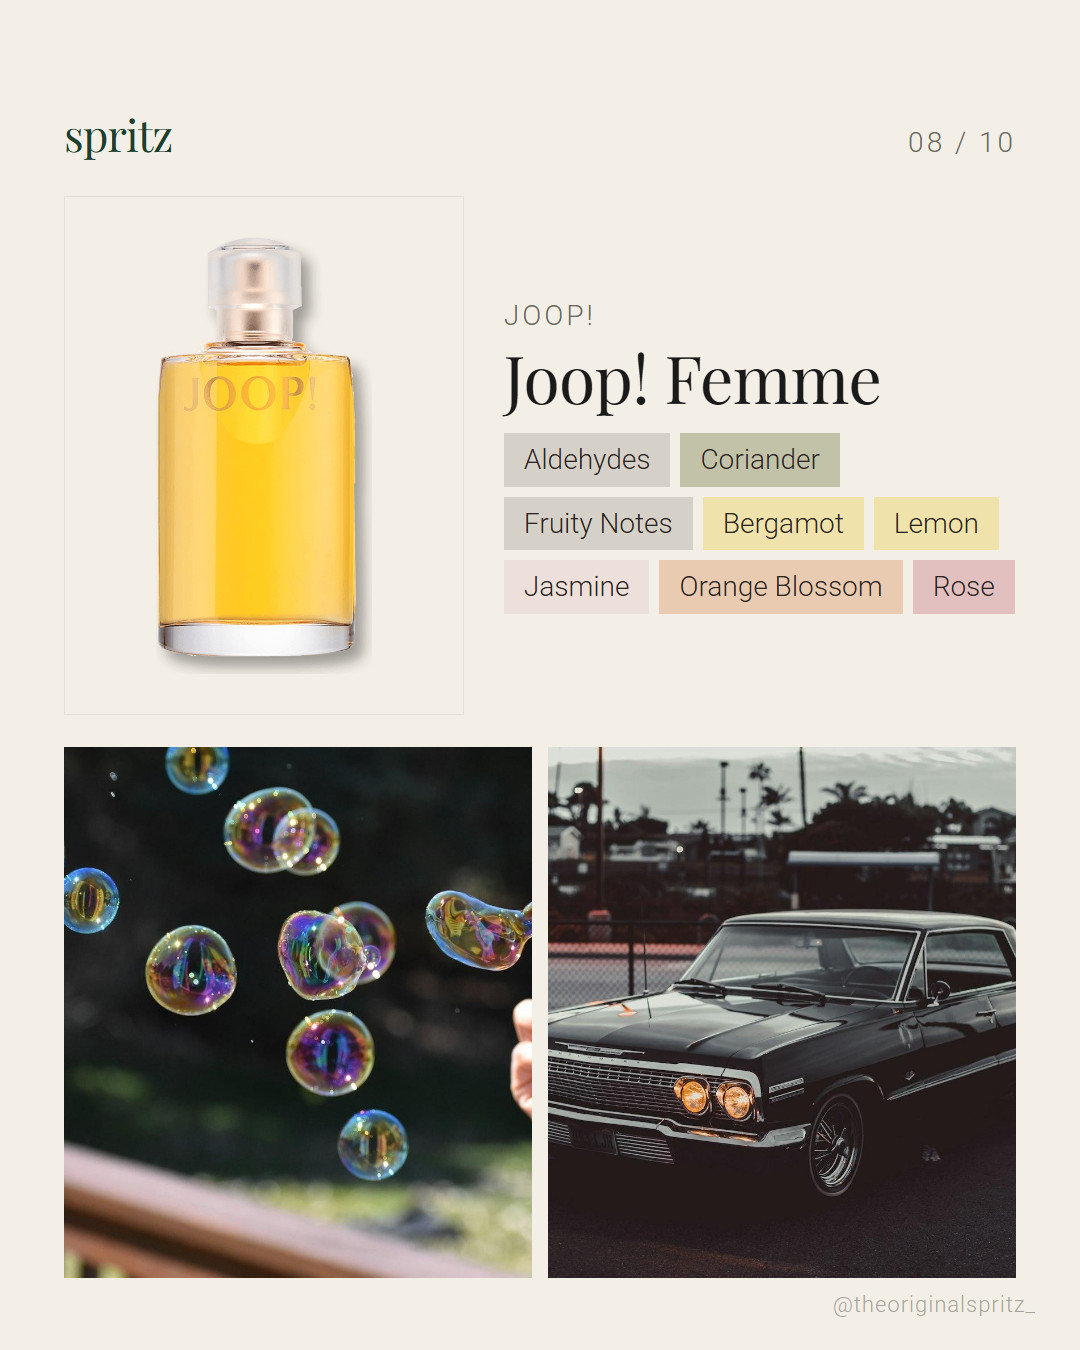 spritz
08 / 10
JOOP!
JOOP!
Joop! Femme
Aldehydes Coriander
Fruity Notes Bergamot Lemon
Jasmine Orange Blossom Rose
@theoriginalspritz_